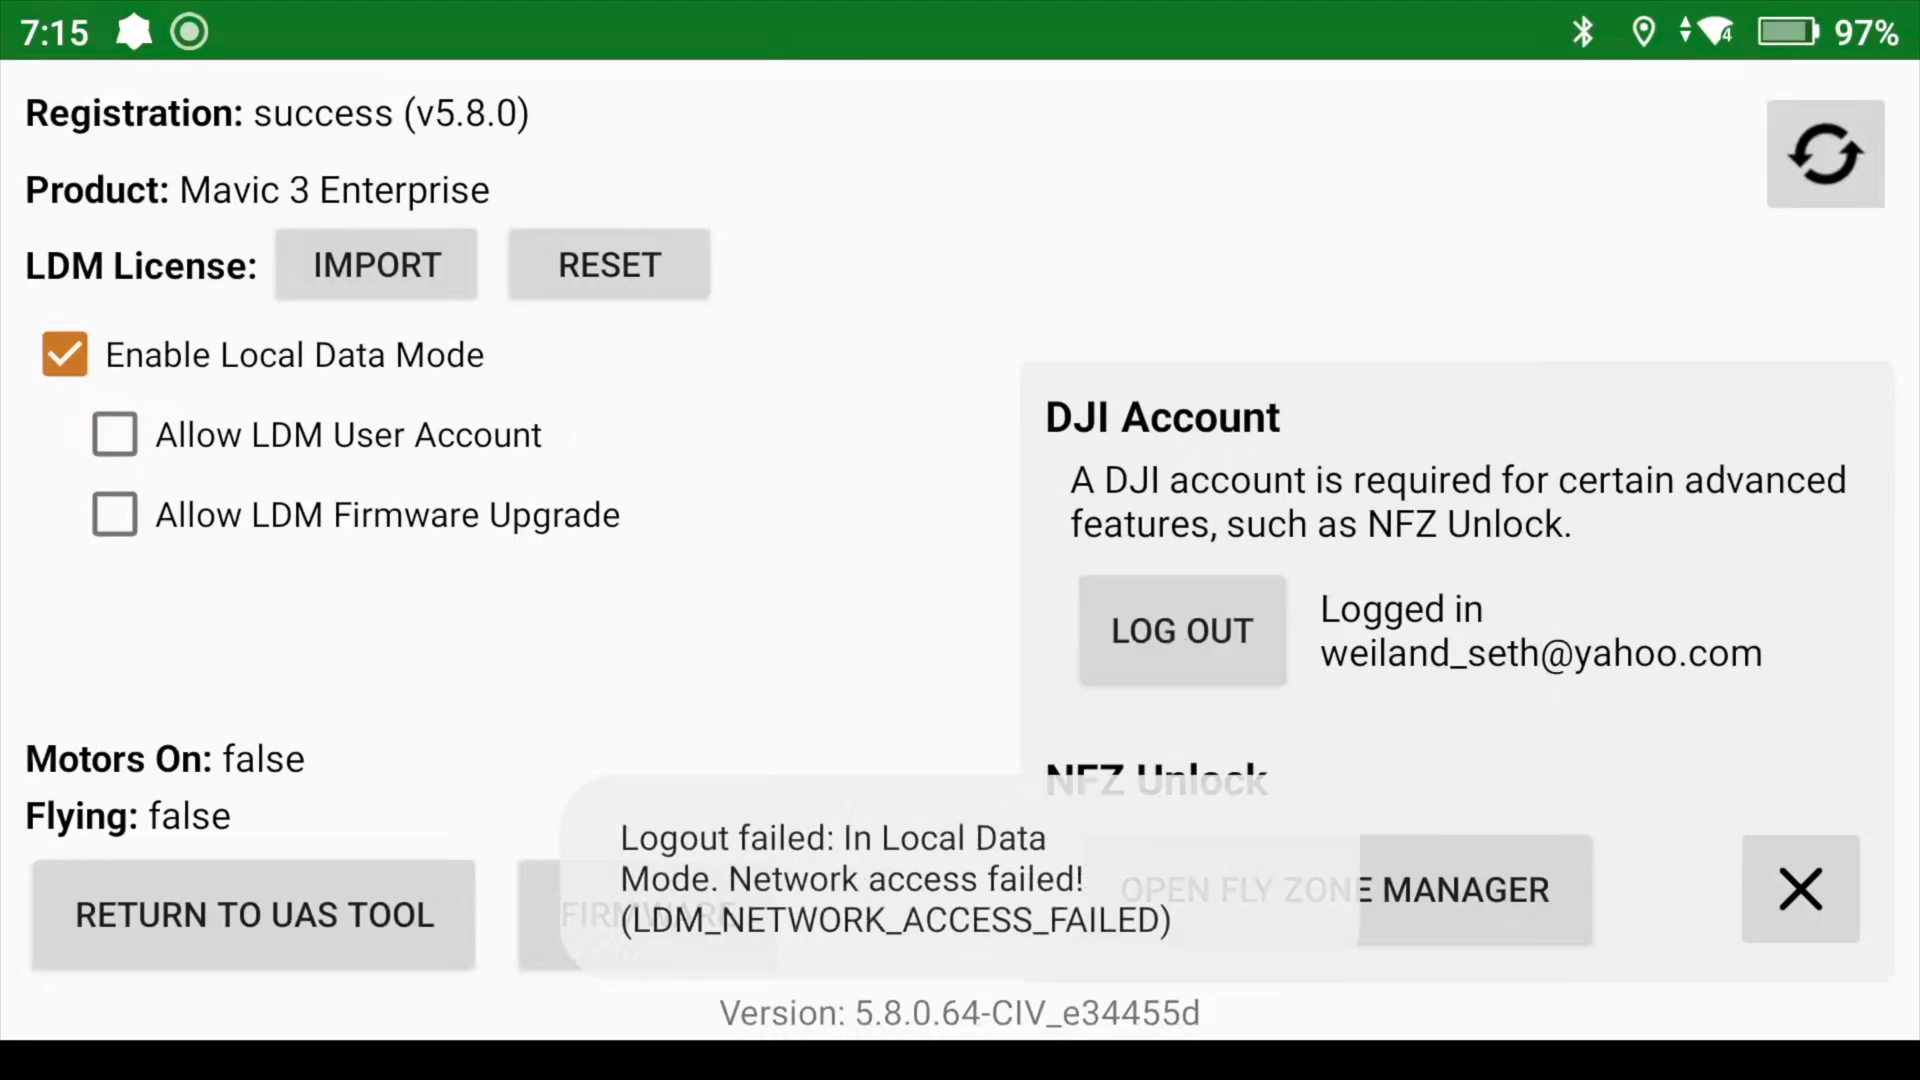 7:15
4
97%
Registration: success (v5.8.0)
Product: Mavic 3 Enterprise
LDM License: IMPORT RESET
Enable Local Data Mode
Allow LDM User Account
Allow LDM Firmware Upgrade
DJI Account
A DJI account is required for certain advanced
features, such as NFZ Unlock.
LOG OUT
Logged in
weiland_seth@yahoo.com
Motors On: false
Flying: false
NFZ Unlock
RETURN TO UAS TOOL
FIRMWARE
Logout failed: In Local Data
Mode. Network access failed!
(LDM_NETWORK_ACCESS_FAILED)
OPEN FLY ZONE MANAGER
Version: 5.8.0.64-CIV_e34455d